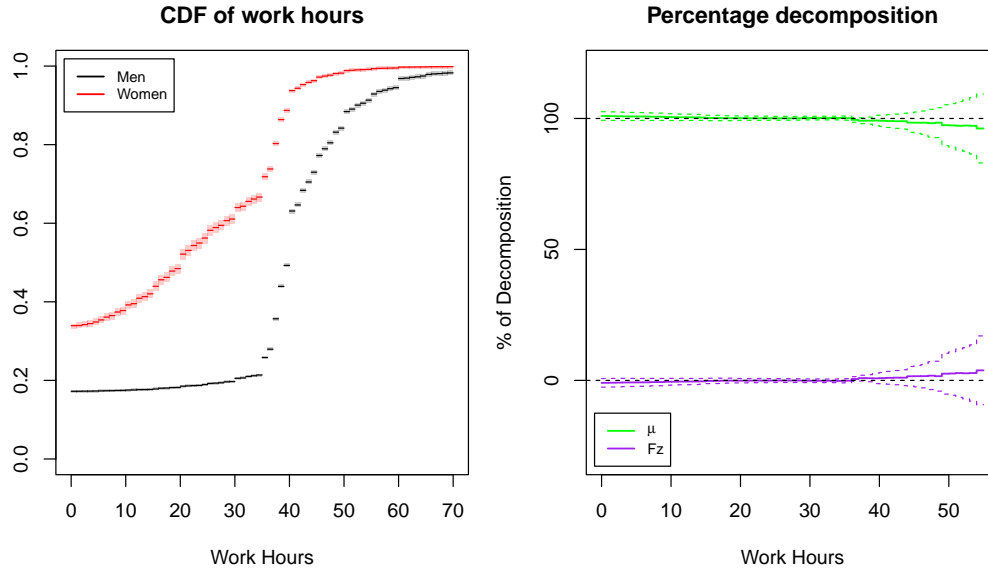 CDF of work hours
Men
Women
1.0
0.8
0.6
0.4
0.2
0.0
0 10 20 30 40 50 60 70
Work Hours
Percentage decomposition
% of Decomposition
100
50
0
μ
Fz
0 10 20 30 40 50
Work Hours